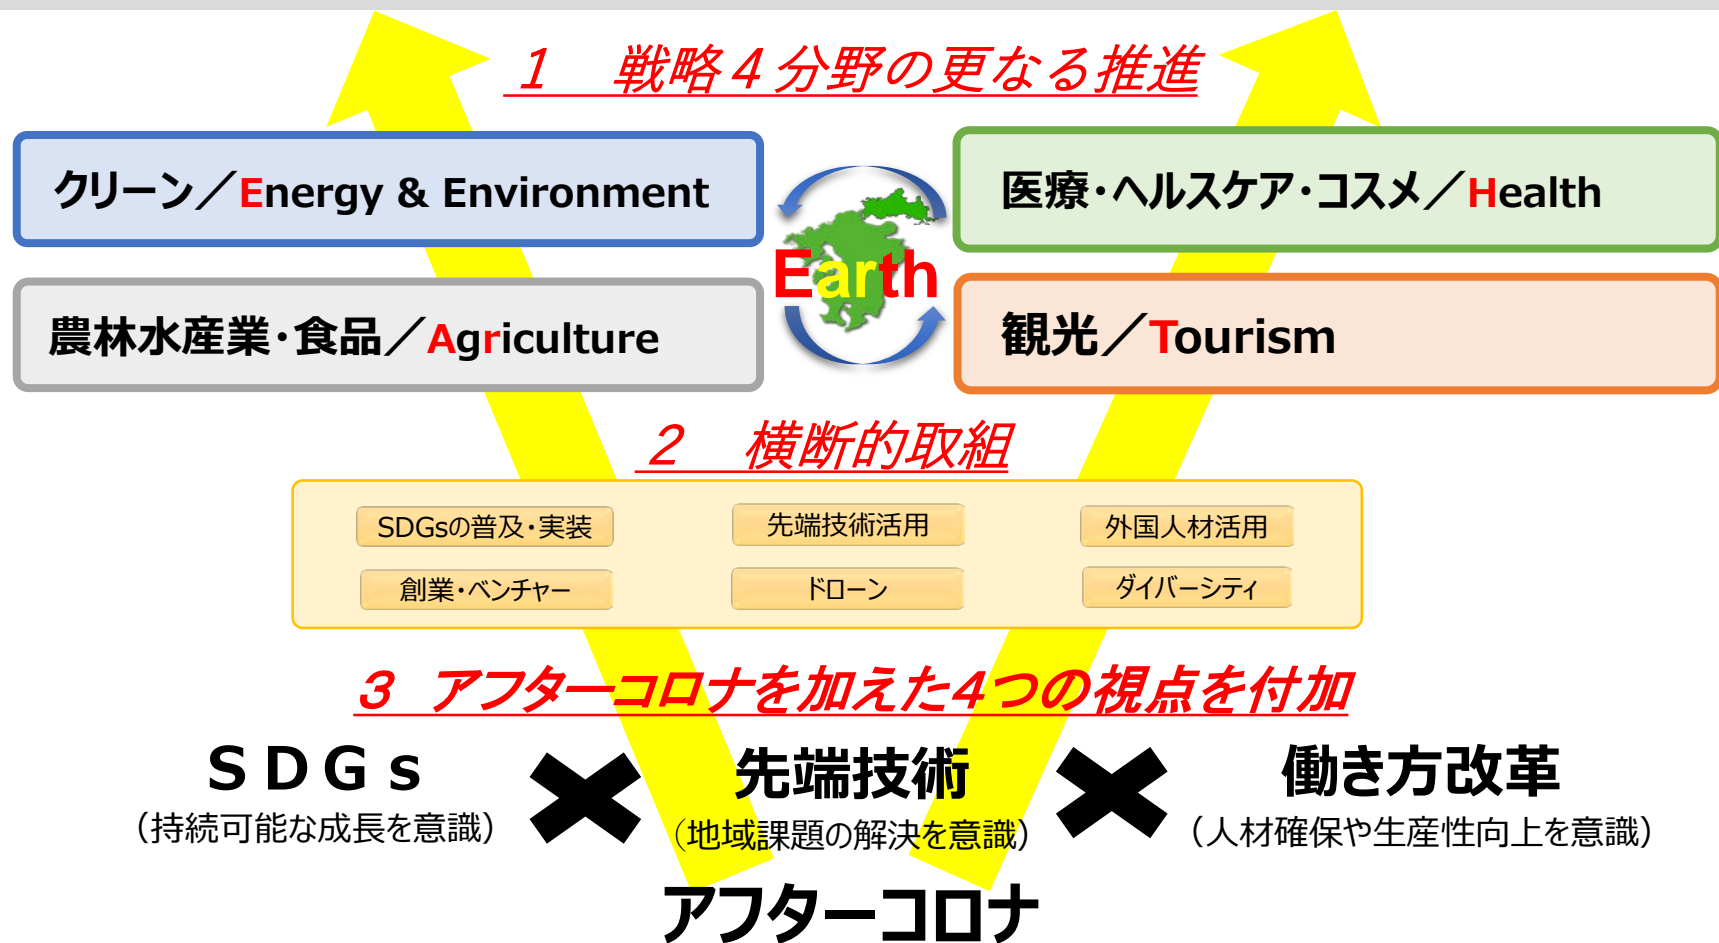 １　戦略４分野の更なる推進
クリーン／Energy & Environment
医療・ヘルスケア・コスメ／Health
Earth
農林水産業・食品／Agriculture
観光／Tourism
２　横断的取組
SDGsの普及・実装
先端技術活用
外国人材活用
創業・ベンチャー
ドローン
ダイバーシティ
３　アフターコロナを加えた４つの視点を付加
ＳＤＧｓ
先端技術
働き方改革
（持続可能な成長を意識）
（地域課題の解決を意識）
（人材確保や生産性向上を意識）
アフターコロナ